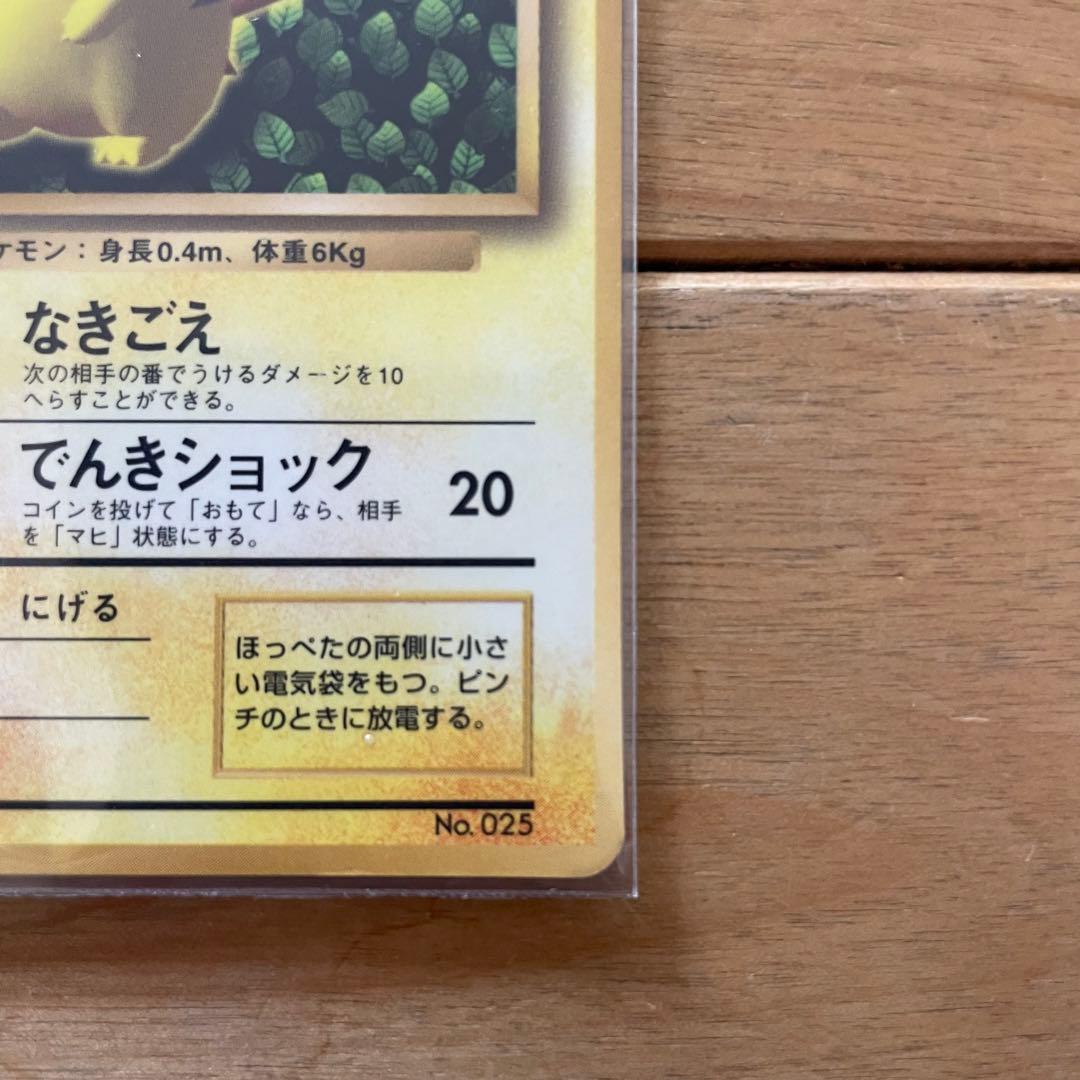 ケモン：身長0.4m、体重6Kg
なきごえ
次の相手の番でうけるダメージを10
へらすことができる。
でんきショック 20
コインを投げて「おもて」なら、相手
を「マヒ」状態にする。
にげる
ほっぺたの両側に小さ
い電気袋をもつ。ピン
チのときに放電する。
No. 025